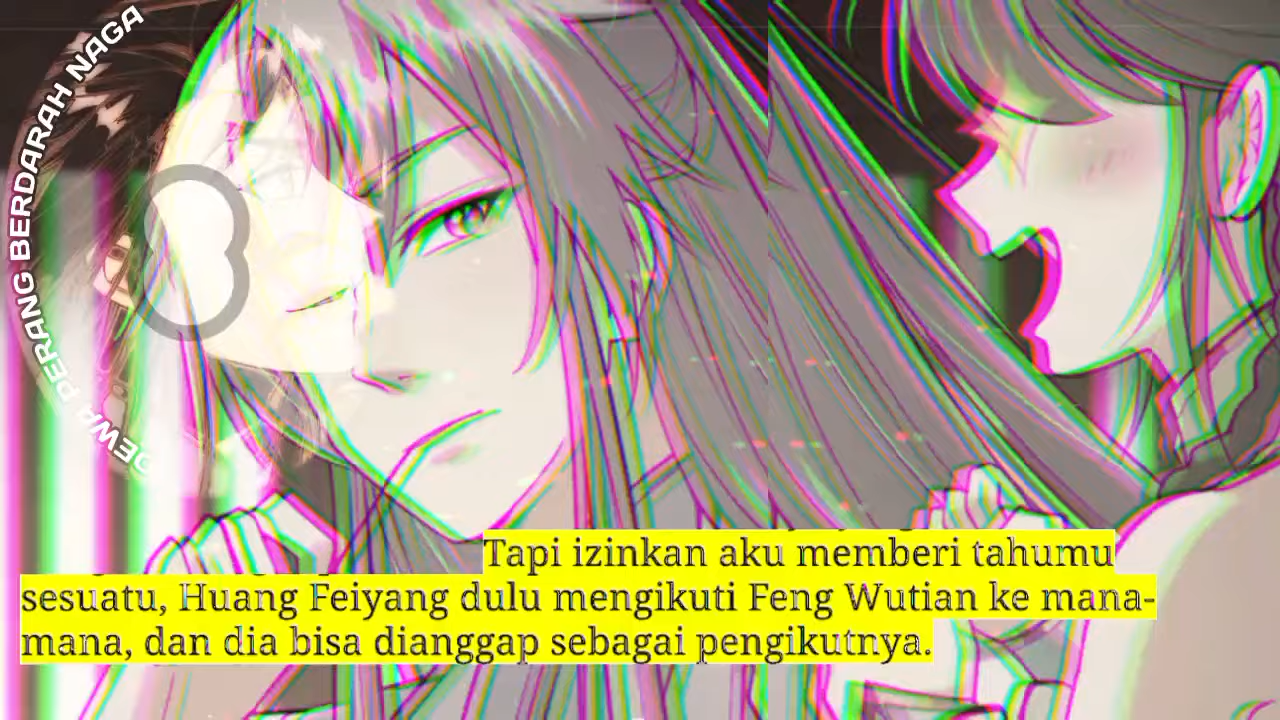 DEWA PERANG BERDARAH NAGA
Tapi izinkan aku memberi tahumu
sesuatu, Huang Feiyang dulu mengikuti Feng Wutian ke mana-
mana, dan dia bisa dianggap sebagai pengikutnya.